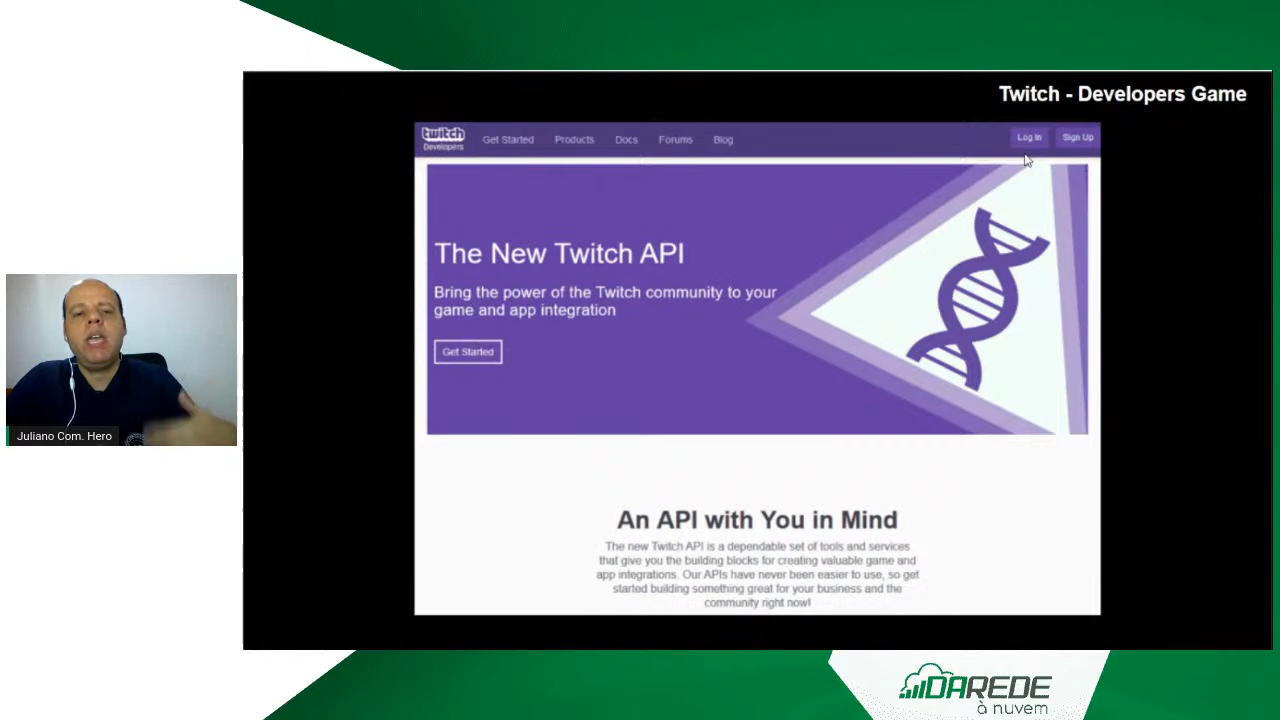 Twitch - Developers Game
twitch
Developers
Get Started
Products
Docs
Forums
Blog
Log In
Sign Up
The New Twitch API
Bring the power of the Twitch community to your
game and app integration
Get Started
An API with You in Mind
The new Twitch API is a dependable set of tools and services
that give you the building blocks for creating valuable game and
app integrations. Our APIs have never been easier to use, so get
started building something great for your business and the
community right now!
Juliano Com. Hero
DAREDE
à nuvem